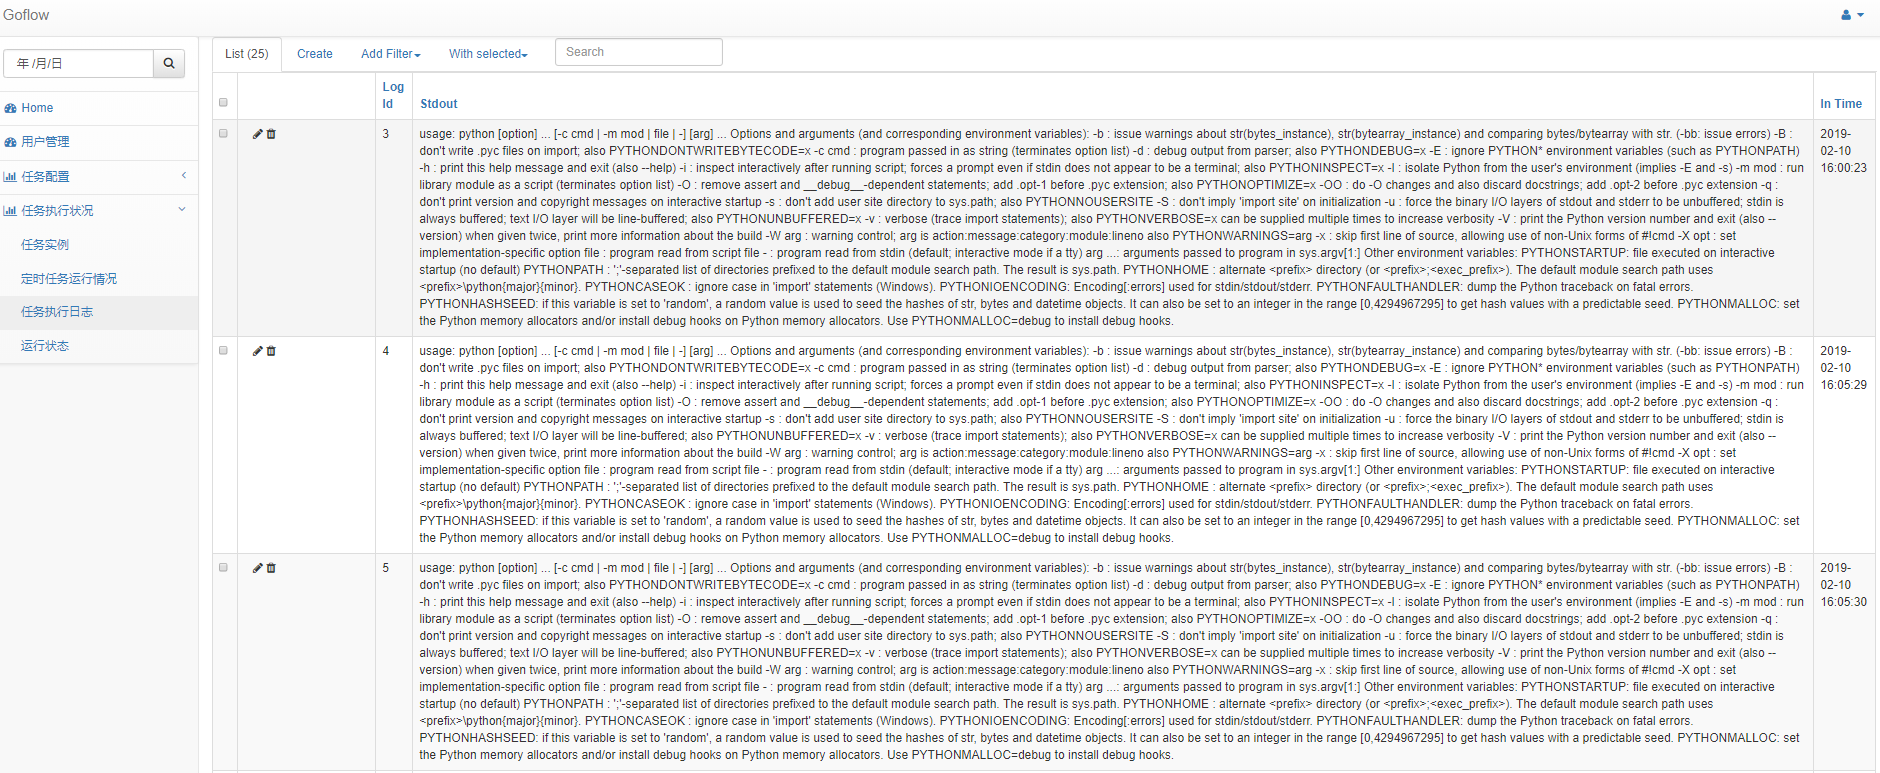 Goflow
年 /月/日
Home
用户管理
任务配置
任务执行状况
任务实例
定时任务运行情况
任务执行日志
运行状态
List (25) Create Add Filter With selected Search
Log Id Stdout In Time
3
usage: python [option] ... [-c cmd | -m mod | file | -] [arg] ... Options and arguments (and corresponding environment variables): -b : issue warnings about str(bytes_instance), str(bytearray_instance) and comparing bytes/bytearray with str. (-bb: issue errors) -B :
don't write .pyc files on import; also PYTHONDONTWRITEBYTECODE=x -c cmd : program passed in as string (terminates option list) -d : debug output from parser; also PYTHONDEBUG=x -E : ignore PYTHON* environment variables (such as PYTHONPATH)
-h : print this help message and exit (also --help) -i : inspect interactively after running script; forces a prompt even if stdin does not appear to be a terminal; also PYTHONINSPECT=x -I : isolate Python from the user's environment (implies -E and -s) -m mod : run
library module as a script (terminates option list) -O : remove assert and __debug__-dependent statements; add .opt-1 before .pyc extension; also PYTHONOPTIMIZE=x -OO : do -O changes and also discard docstrings; add .opt-2 before .pyc extension -q :
don't print version and copyright messages on interactive startup -s : don't add user site directory to sys.path; also PYTHONNOUSERSITE -S : don't imply 'import site' on initialization -u : force the binary I/O layers of stdout and stderr to be unbuffered; stdin is
always buffered; text I/O layer will be line-buffered; also PYTHONUNBUFFERED=x -v : verbose (trace import statements); also PYTHONVERBOSE=x can be supplied multiple times to increase verbosity -V : print the Python version number and exit (also --
version) when given twice, print more information about the build -W arg : warning control; arg is action:message:category:module:lineno also PYTHONWARNINGS=arg -x : skip first line of source, allowing use of non-Unix forms of #!cmd -X opt : set
implementation-specific option file : program read from script file - : program read from stdin (default; interactive mode if a tty) arg ...: arguments passed to program in sys.argv[1:] Other environment variables: PYTHONSTARTUP: file executed on interactive
startup (no default) PYTHONPATH : ';'-separated list of directories prefixed to the default module search path. The result is sys.path. PYTHONHOME : alternate <prefix> directory (or <prefix>;<exec_prefix>). The default module search path uses
<prefix>\python{major}{minor}. PYTHONCASEOK : ignore case in 'import' statements (Windows). PYTHONIOENCODING: Encoding[:errors] used for stdin/stdout/stderr. PYTHONFAULTHANDLER: dump the Python traceback on fatal errors.
PYTHONHASHSEED: if this variable is set to 'random', a random value is used to seed the hashes of str, bytes and datetime objects. It can also be set to an integer in the range [0,4294967295] to get hash values with a predictable seed. PYTHONMALLOC: set
the Python memory allocators and/or install debug hooks on Python memory allocators. Use PYTHONMALLOC=debug to install debug hooks.
2019-
02-10
16:00:23
4
usage: python [option] ... [-c cmd | -m mod | file | -] [arg] ... Options and arguments (and corresponding environment variables): -b : issue warnings about str(bytes_instance), str(bytearray_instance) and comparing bytes/bytearray with str. (-bb: issue errors) -B :
don't write .pyc files on import; also PYTHONDONTWRITEBYTECODE=x -c cmd : program passed in as string (terminates option list) -d : debug output from parser; also PYTHONDEBUG=x -E : ignore PYTHON* environment variables (such as PYTHONPATH)
-h : print this help message and exit (also --help) -i : inspect interactively after running script; forces a prompt even if stdin does not appear to be a terminal; also PYTHONINSPECT=x -I : isolate Python from the user's environment (implies -E and -s) -m mod : run
library module as a script (terminates option list) -O : remove assert and __debug__-dependent statements; add .opt-1 before .pyc extension; also PYTHONOPTIMIZE=x -OO : do -O changes and also discard docstrings; add .opt-2 before .pyc extension -q :
don't print version and copyright messages on interactive startup -s : don't add user site directory to sys.path; also PYTHONNOUSERSITE -S : don't imply 'import site' on initialization -u : force the binary I/O layers of stdout and stderr to be unbuffered; stdin is
always buffered; text I/O layer will be line-buffered; also PYTHONUNBUFFERED=x -v : verbose (trace import statements); also PYTHONVERBOSE=x can be supplied multiple times to increase verbosity -V : print the Python version number and exit (also --
version) when given twice, print more information about the build -W arg : warning control; arg is action:message:category:module:lineno also PYTHONWARNINGS=arg -x : skip first line of source, allowing use of non-Unix forms of #!cmd -X opt : set
implementation-specific option file : program read from script file - : program read from stdin (default; interactive mode if a tty) arg ...: arguments passed to program in sys.argv[1:] Other environment variables: PYTHONSTARTUP: file executed on interactive
startup (no default) PYTHONPATH : ';'-separated list of directories prefixed to the default module search path. The result is sys.path. PYTHONHOME : alternate <prefix> directory (or <prefix>;<exec_prefix>). The default module search path uses
<prefix>\python{major}{minor}. PYTHONCASEOK : ignore case in 'import' statements (Windows). PYTHONIOENCODING: Encoding[:errors] used for stdin/stdout/stderr. PYTHONFAULTHANDLER: dump the Python traceback on fatal errors.
PYTHONHASHSEED: if this variable is set to 'random', a random value is used to seed the hashes of str, bytes and datetime objects. It can also be set to an integer in the range [0,4294967295] to get hash values with a predictable seed. PYTHONMALLOC: set
the Python memory allocators and/or install debug hooks on Python memory allocators. Use PYTHONMALLOC=debug to install debug hooks.
2019-
02-10
16:05:29
5
usage: python [option] ... [-c cmd | -m mod | file | -] [arg] ... Options and arguments (and corresponding environment variables): -b : issue warnings about str(bytes_instance), str(bytearray_instance) and comparing bytes/bytearray with str. (-bb: issue errors) -B :
don't write .pyc files on import; also PYTHONDONTWRITEBYTECODE=x -c cmd : program passed in as string (terminates option list) -d : debug output from parser; also PYTHONDEBUG=x -E : ignore PYTHON* environment variables (such as PYTHONPATH)
-h : print this help message and exit (also --help) -i : inspect interactively after running script; forces a prompt even if stdin does not appear to be a terminal; also PYTHONINSPECT=x -I : isolate Python from the user's environment (implies -E and -s) -m mod : run
library module as a script (terminates option list) -O : remove assert and __debug__-dependent statements; add .opt-1 before .pyc extension; also PYTHONOPTIMIZE=x -OO : do -O changes and also discard docstrings; add .opt-2 before .pyc extension -q :
don't print version and copyright messages on interactive startup -s : don't add user site directory to sys.path; also PYTHONNOUSERSITE -S : don't imply 'import site' on initialization -u : force the binary I/O layers of stdout and stderr to be unbuffered; stdin is
always buffered; text I/O layer will be line-buffered; also PYTHONUNBUFFERED=x -v : verbose (trace import statements); also PYTHONVERBOSE=x can be supplied multiple times to increase verbosity -V : print the Python version number and exit (also --
version) when given twice, print more information about the build -W arg : warning control; arg is action:message:category:module:lineno also PYTHONWARNINGS=arg -x : skip first line of source, allowing use of non-Unix forms of #!cmd -X opt : set
implementation-specific option file : program read from script file - : program read from stdin (default; interactive mode if a tty) arg ...: arguments passed to program in sys.argv[1:] Other environment variables: PYTHONSTARTUP: file executed on interactive
startup (no default) PYTHONPATH : ';'-separated list of directories prefixed to the default module search path. The result is sys.path. PYTHONHOME : alternate <prefix> directory (or <prefix>;<exec_prefix>). The default module search path uses
<prefix>\python{major}{minor}. PYTHONCASEOK : ignore case in 'import' statements (Windows). PYTHONIOENCODING: Encoding[:errors] used for stdin/stdout/stderr. PYTHONFAULTHANDLER: dump the Python traceback on fatal errors.
PYTHONHASHSEED: if this variable is set to 'random', a random value is used to seed the hashes of str, bytes and datetime objects. It can also be set to an integer in the range [0,4294967295] to get hash values with a predictable seed. PYTHONMALLOC: set
the Python memory allocators and/or install debug hooks on Python memory allocators. Use PYTHONMALLOC=debug to install debug hooks.
2019-
02-10
16:05:30